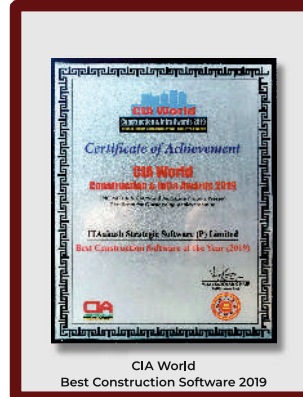 CIA World
Construction & Infra Awards 2019
Certificate of Achievement
CIA World
Construction & Infra Awards 2019
Strategic Software (P) Limited
Best Construction Software of the Year (2019)
CIA
CIA World
Best Construction Software 2019